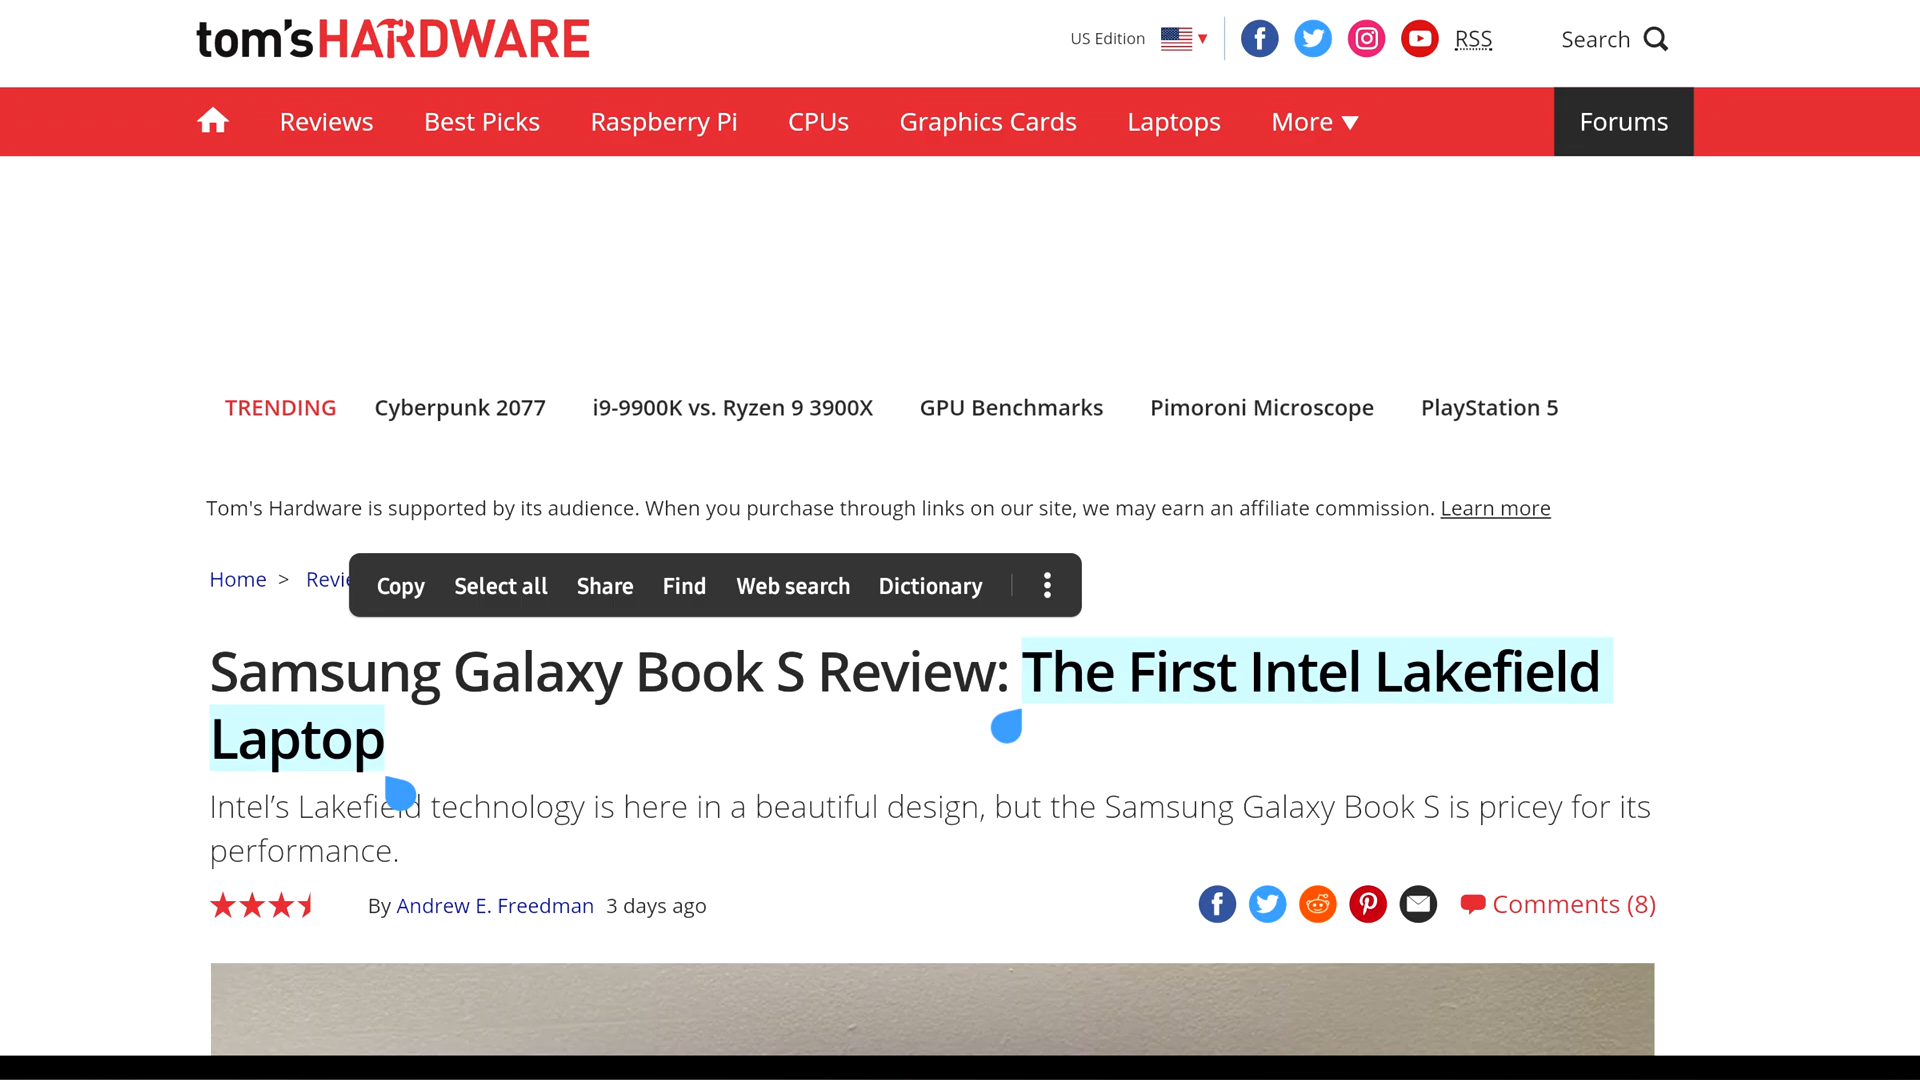 tom's HARDWARE
US Edition
RSS
Search
Reviews
Best Picks
Raspberry Pi
CPUs
Graphics Cards
Laptops
More
Forums
TRENDING
Cyberpunk 2077
i9-9900K vs. Ryzen 9 3900X
GPU Benchmarks
Pimoroni Microscope
PlayStation 5
Tom's Hardware is supported by its audience. When you purchase through links on our site, we may earn an affiliate commission. Learn more
Home >
Copy
Select all
Share
Find
Web search
Dictionary
Samsung Galaxy Book S Review: The First Intel Lakefield
Laptop
Intel’s Lakefield technology is here in a beautiful design, but the Samsung Galaxy Book S is pricey for its
performance.
By Andrew E. Freedman 3 days ago
Comments (8)